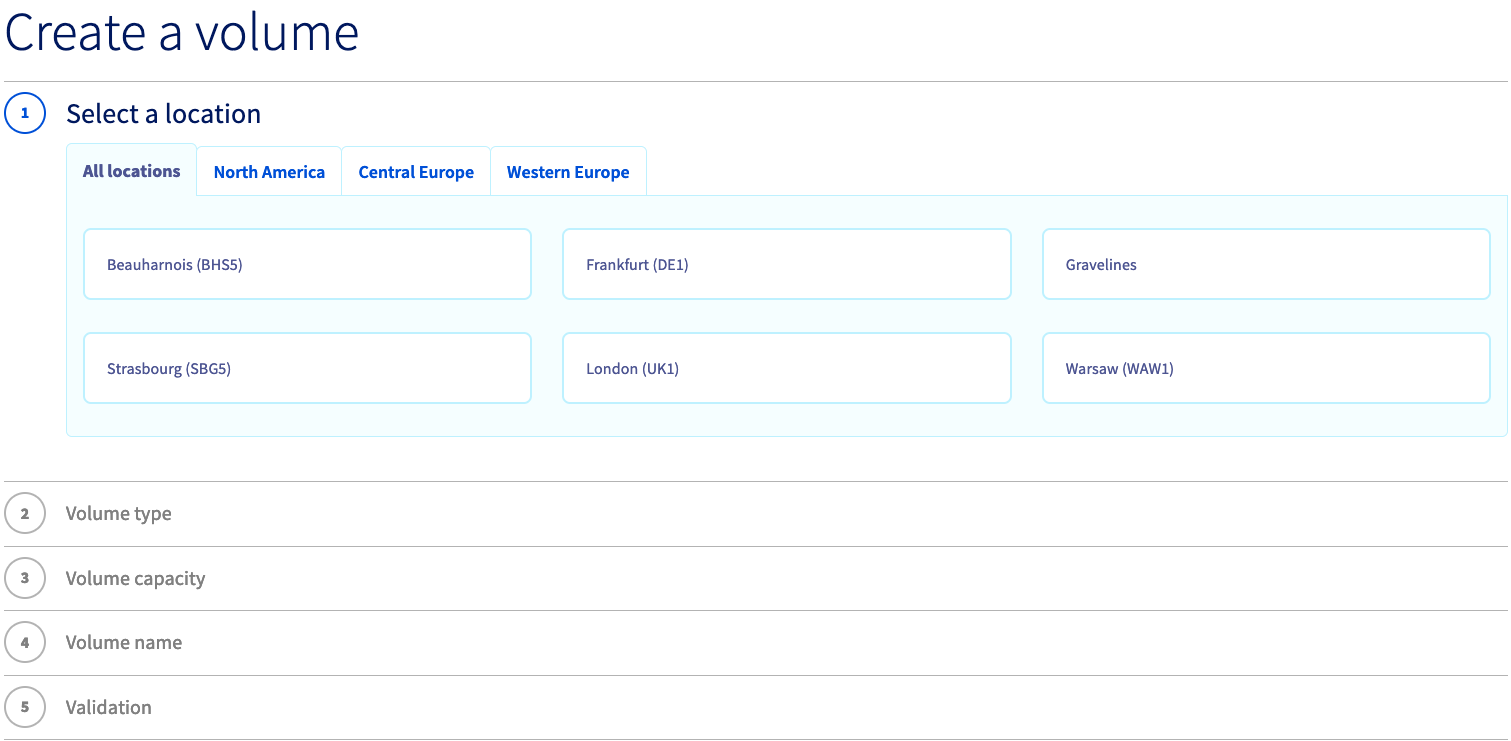 Create a volume
1 Select a location
All locations North America Central Europe Western Europe
Beauharnois (BHS5) Frankfurt (DE1) Gravelines
Strasbourg (SBG5) London (UK1) Warsaw (WAW1)
2 Volume type
3 Volume capacity
4 Volume name
5 Validation